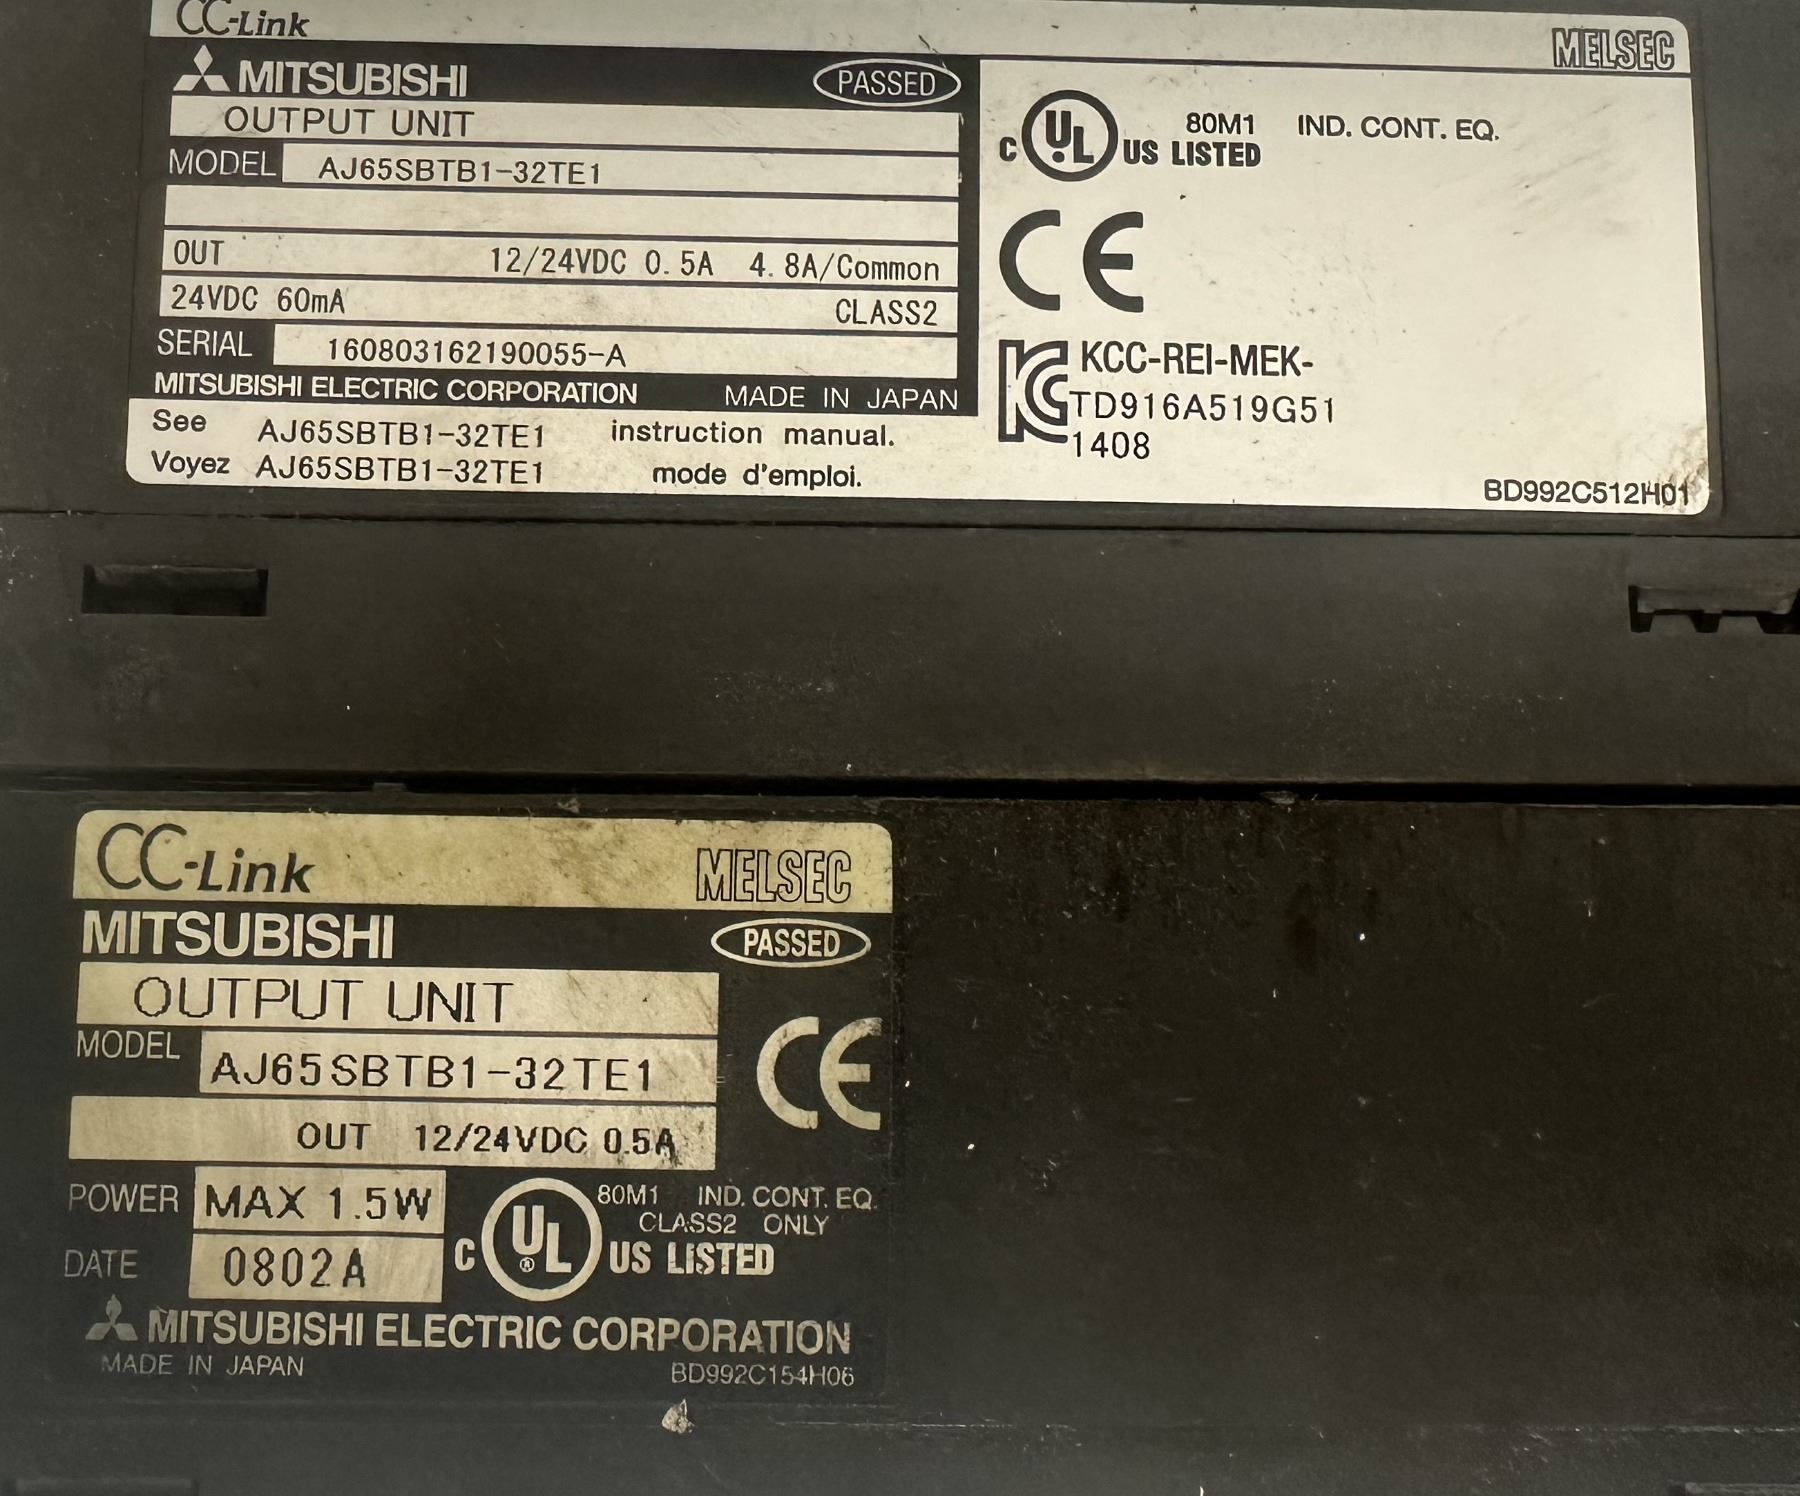 CC-Link MELSEC
MITSUBISHI PASSED
OUTPUT UNIT
MODEL AJ65SBTB1-32TE1
OUT 12/24VDC 0.5A 4.8A/Common
24VDC 60mA CLASS2
SERIAL 160803162190055-A
MITSUBISHI ELECTRIC CORPORATION MADE IN JAPAN
See AJ65SBTB1-32TE1 instruction manual.
Voyez AJ65SBTB1-32TE1 mode d'emploi.
C UL US LISTED 80M1 IND. CONT. EQ.
CE
KCC-REI-MEK-
TD916A519G51
1408
BD992C512H01
CC-Link MELSEC
MITSUBISHI PASSED
OUTPUT UNIT
MODEL AJ65SBTB1-32TE1
CE
OUT 12/24VDC 0.5A
POWER MAX 1.5W
DATE 0802A
80M1 IND. CONT. EQ.
CLASS2 ONLY
C UL ® US LISTED
MITSUBISHI ELECTRIC CORPORATION
MADE IN JAPAN BD992C154H06